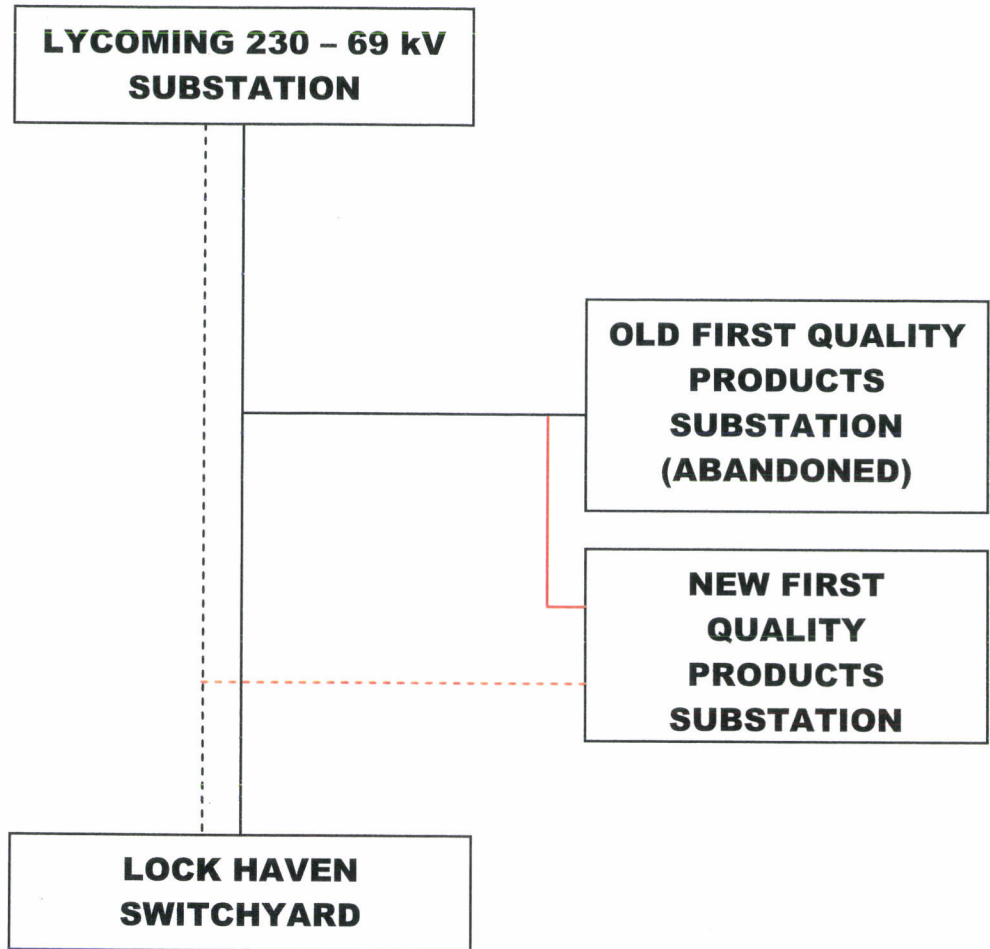 LYCOMING 230 – 69 kV
SUBSTATION
OLD FIRST QUALITY
PRODUCTS
SUBSTATION
(ABANDONED)
NEW FIRST
QUALITY
PRODUCTS
SUBSTATION
LOCK HAVEN
SWITCHYARD